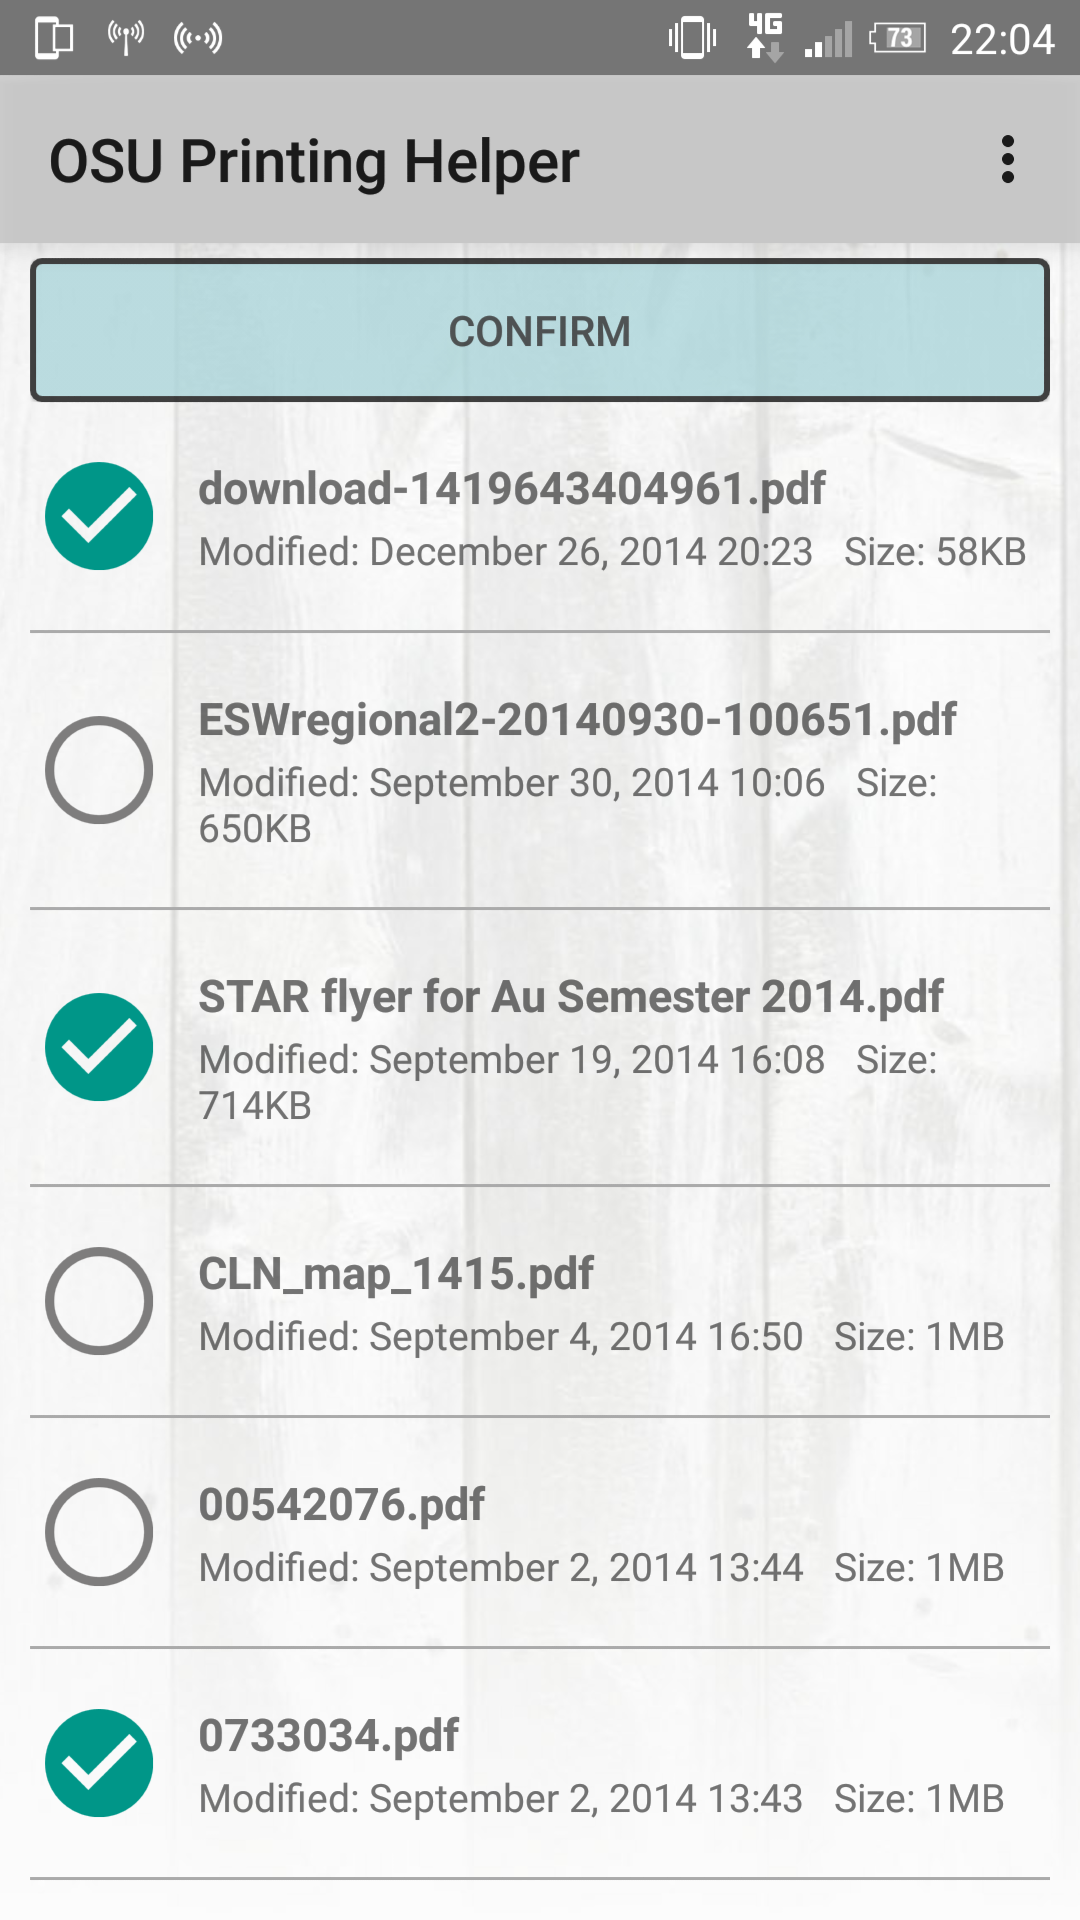 4G
73
22:04
OSU Printing Helper
CONFIRM
download-1419643404961.pdf
Modified: December 26, 2014 20:23   Size: 58KB
ESWregional2-20140930-100651.pdf
Modified: September 30, 2014 10:06   Size:
650KB
STAR flyer for Au Semester 2014.pdf
Modified: September 19, 2014 16:08   Size:
714KB
CLN_map_1415.pdf
Modified: September 4, 2014 16:50   Size: 1MB
00542076.pdf
Modified: September 2, 2014 13:44   Size: 1MB
0733034.pdf
Modified: September 2, 2014 13:43   Size: 1MB